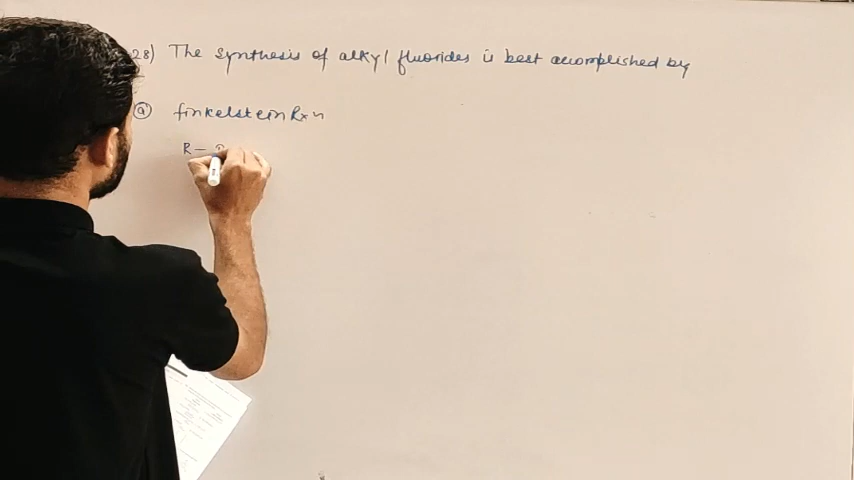 28) The synthesis of alkyl fluorides is best accomplished by
(a) finkelstein Rxn
R —